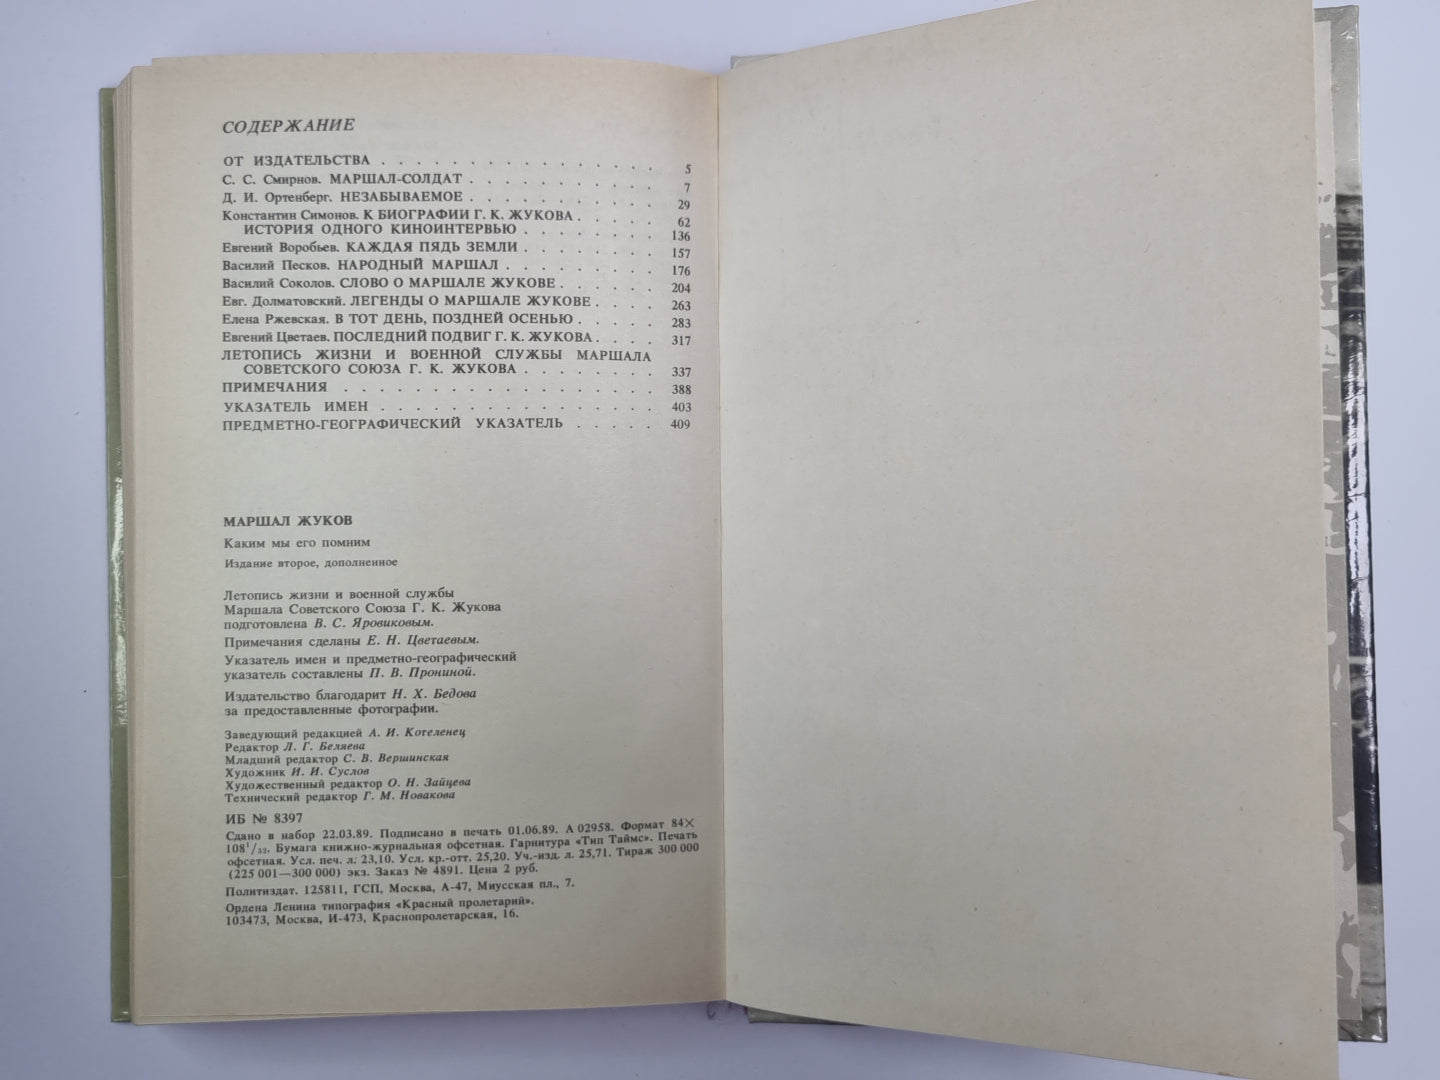 СОДЕРЖАНИЕ
ОТ ИЗДАТЕЛЬСТВА . . . . . . . . . . . . . . . . 5
С. С. Смирнов. МАРШАЛ-СОЛДАТ . . . . . . . . . . . 7
Д. И. Ортенберг. НЕЗАБЫВАЕМОЕ . . . . . . . . . . . 29
Константин Симонов. К БИОГРАФИИ Г. К. ЖУКОВА . . . . . 62
ИСТОРИЯ ОДНОГО КИНОИНТЕРВЬЮ . . . . . . . . 136
Евгений Воробьев. КАЖДАЯ ПЯДЬ ЗЕМЛИ . . . . . . . . 157
Василий Песков. НАРОДНЫЙ МАРШАЛ . . . . . . . . . 176
Василий Соколов. СЛОВО О МАРШАЛЕ ЖУКОВЕ . . . . . . 204
Евг. Долматовский. ЛЕГЕНДЫ О МАРШАЛЕ ЖУКОВЕ . . . . 263
Елена Ржевская. В ТОТ ДЕНЬ, ПОЗДНЕЙ ОСЕНЬЮ . . . . . 283
Евгений Цветаев. ПОСЛЕДНИЙ ПОДВИГ Г. К. ЖУКОВА . . . . 317
ЛЕТОПИСЬ ЖИЗНИ И ВОЕННОЙ СЛУЖБЫ МАРШАЛА
СОВЕТСКОГО СОЮЗА Г. К. ЖУКОВА . . . . . . . . 337
ПРИМЕЧАНИЯ . . . . . . . . . . . . . . . . . 388
УКАЗАТЕЛЬ ИМЕН . . . . . . . . . . . . . . . . 403
ПРЕДМЕТНО-ГЕОГРАФИЧЕСКИЙ УКАЗАТЕЛЬ . . . . . 409
МАРШАЛ ЖУКОВ
Каким мы его помним
Издание второе, дополненное
Летопись жизни и военной службы
Маршала Советского Союза Г. К. Жукова
подготовлена В. С. Яровиковым.
Примечания сделаны Е. Н. Цветаевым.
Указатель имен и предметно-географический
указатель составлены П. В. Прониной.
Издательство благодарит Н. Х. Бедова
за предоставленные фотографии.
Заведующий редакцией А. И. Котеленец
Редактор Л. Г. Беляева
Младший редактор С. В. Вершинская
Художник И. И. Суслов
Художественный редактор О. Н. Зайцева
Технический редактор Г. М. Новакова
ИБ № 8397
Сдано в набор 22.03.89. Подписано в печать 01.06.89. А 02958. Формат 84×
108¹/₃₂. Бумага книжно-журнальная офсетная. Гарнитура «Тип Таймс». Печать
офсетная. Усл. печ. л. 23,10. Усл. кр.-отт. 25,20. Уч.-изд. л. 25,71. Тираж 300 000
(225 001—300 000) экз. Заказ № 4891. Цена 2 руб.
Политиздат. 125811, ГСП, Москва, А-47, Миусская пл., 7.
Ордена Ленина типография «Красный пролетарий».
103473, Москва, И-473, Краснопролетарская, 16.